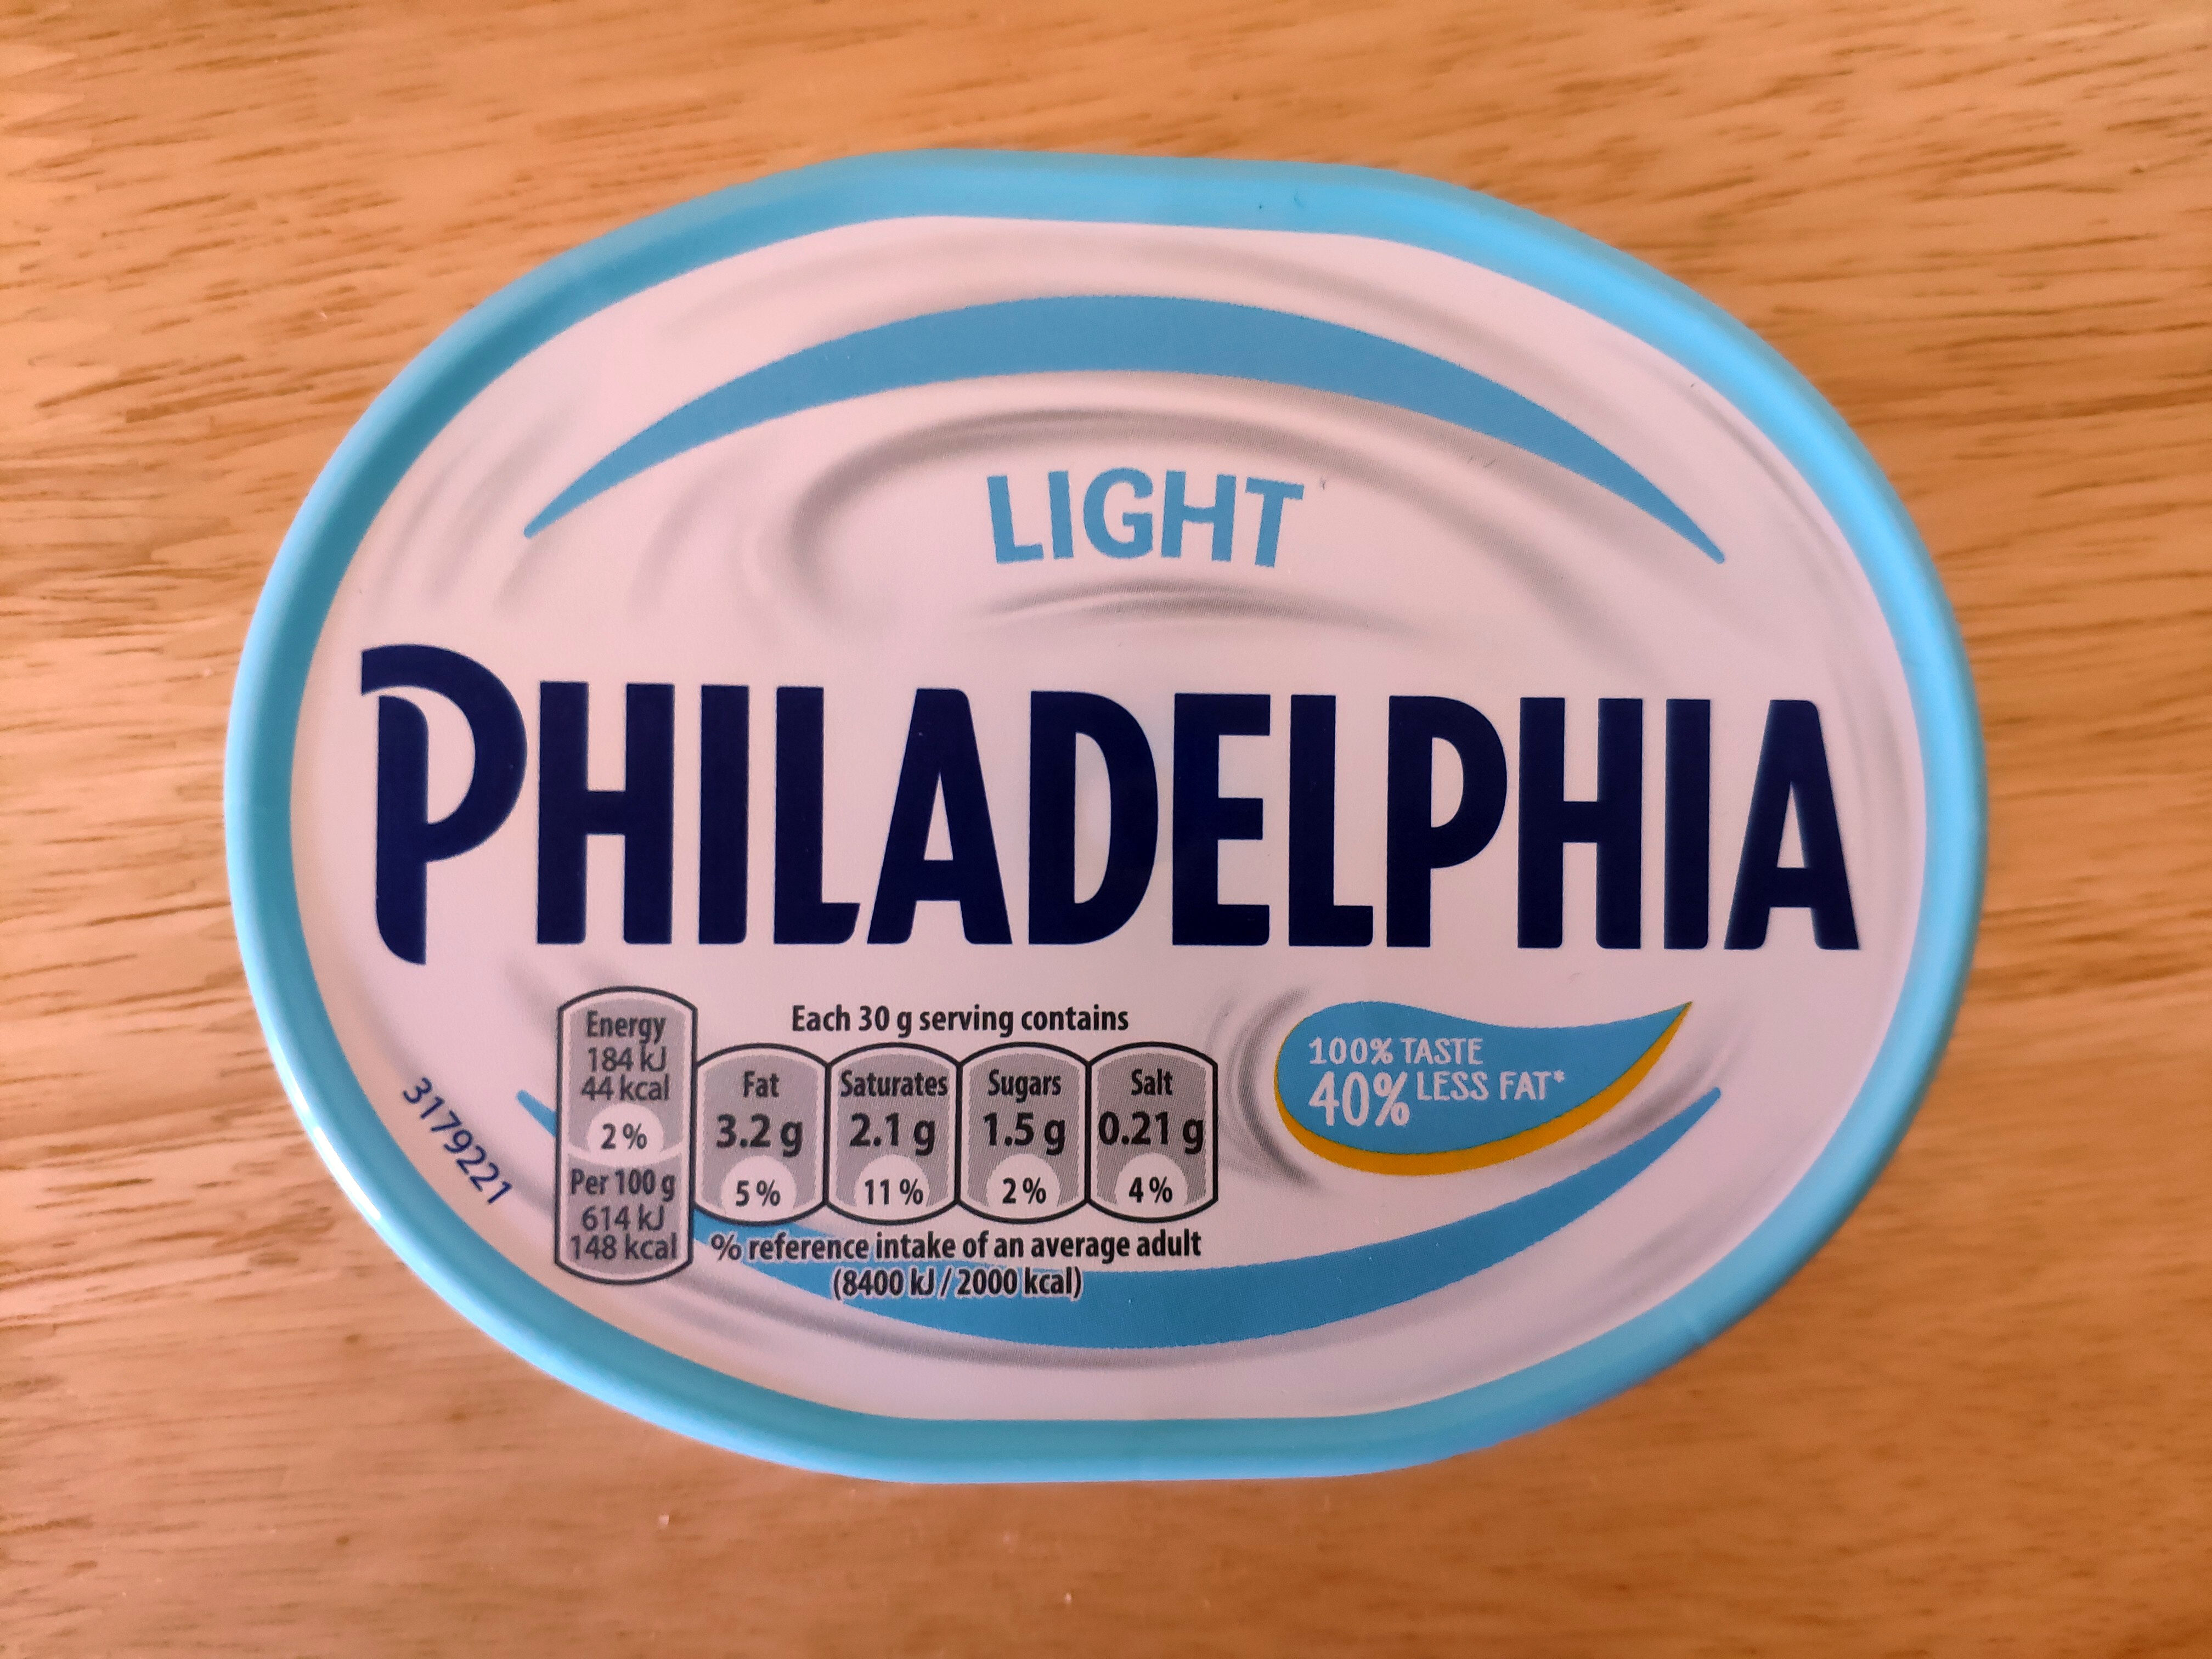 LIGHT
PHILADELPHIA
Each 30 g serving contains
Energy
184 kJ
44 kcal
2%
Per 100 g
614 kJ
148 kcal
Fat
3.2 g
5%
Saturates
2.1 g
11%
Sugars
1.5 g
2%
Salt
0.21 g
4%
% reference intake of an average adult
(8400 kJ / 2000 kcal)
100% TASTE
40% LESS FAT*
3179221